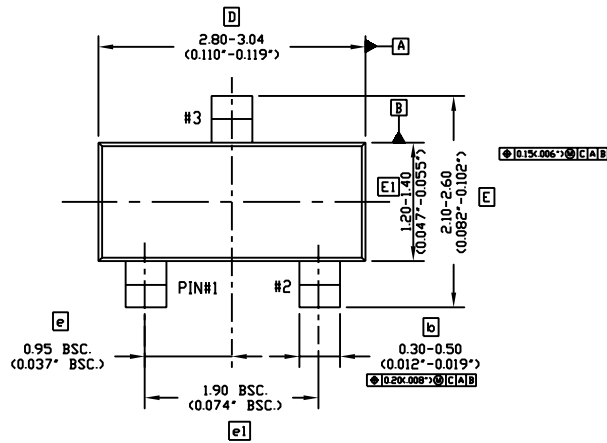 D
2.80-3.04
(0.110"-0.119")
A
#3
B
E1
1.20-1.40
(0.047"-0.055")
2.10-2.60
(0.082"-0.102")
E
⌖ 0.15(.006") Ⓜ C A B
PIN#1
#2
e
0.95 BSC.
(0.037" BSC.)
b
0.30-0.50
(0.012"-0.019")
⌖ 0.20(.008") Ⓜ C A B
1.90 BSC.
(0.074" BSC.)
e1